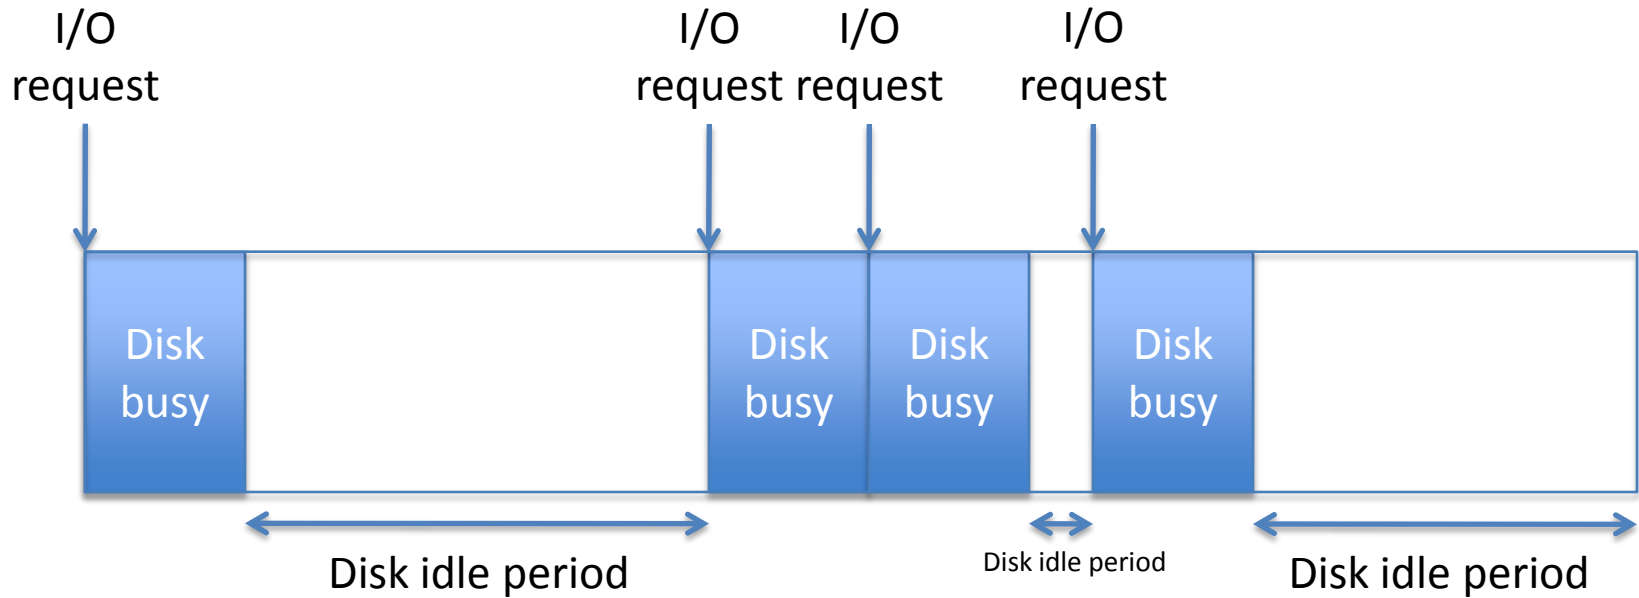 I/O
request
I/O
request
I/O
request
I/O
request
Disk
busy
Disk
busy
Disk
busy
Disk
busy
Disk idle period
Disk idle period
Disk idle period